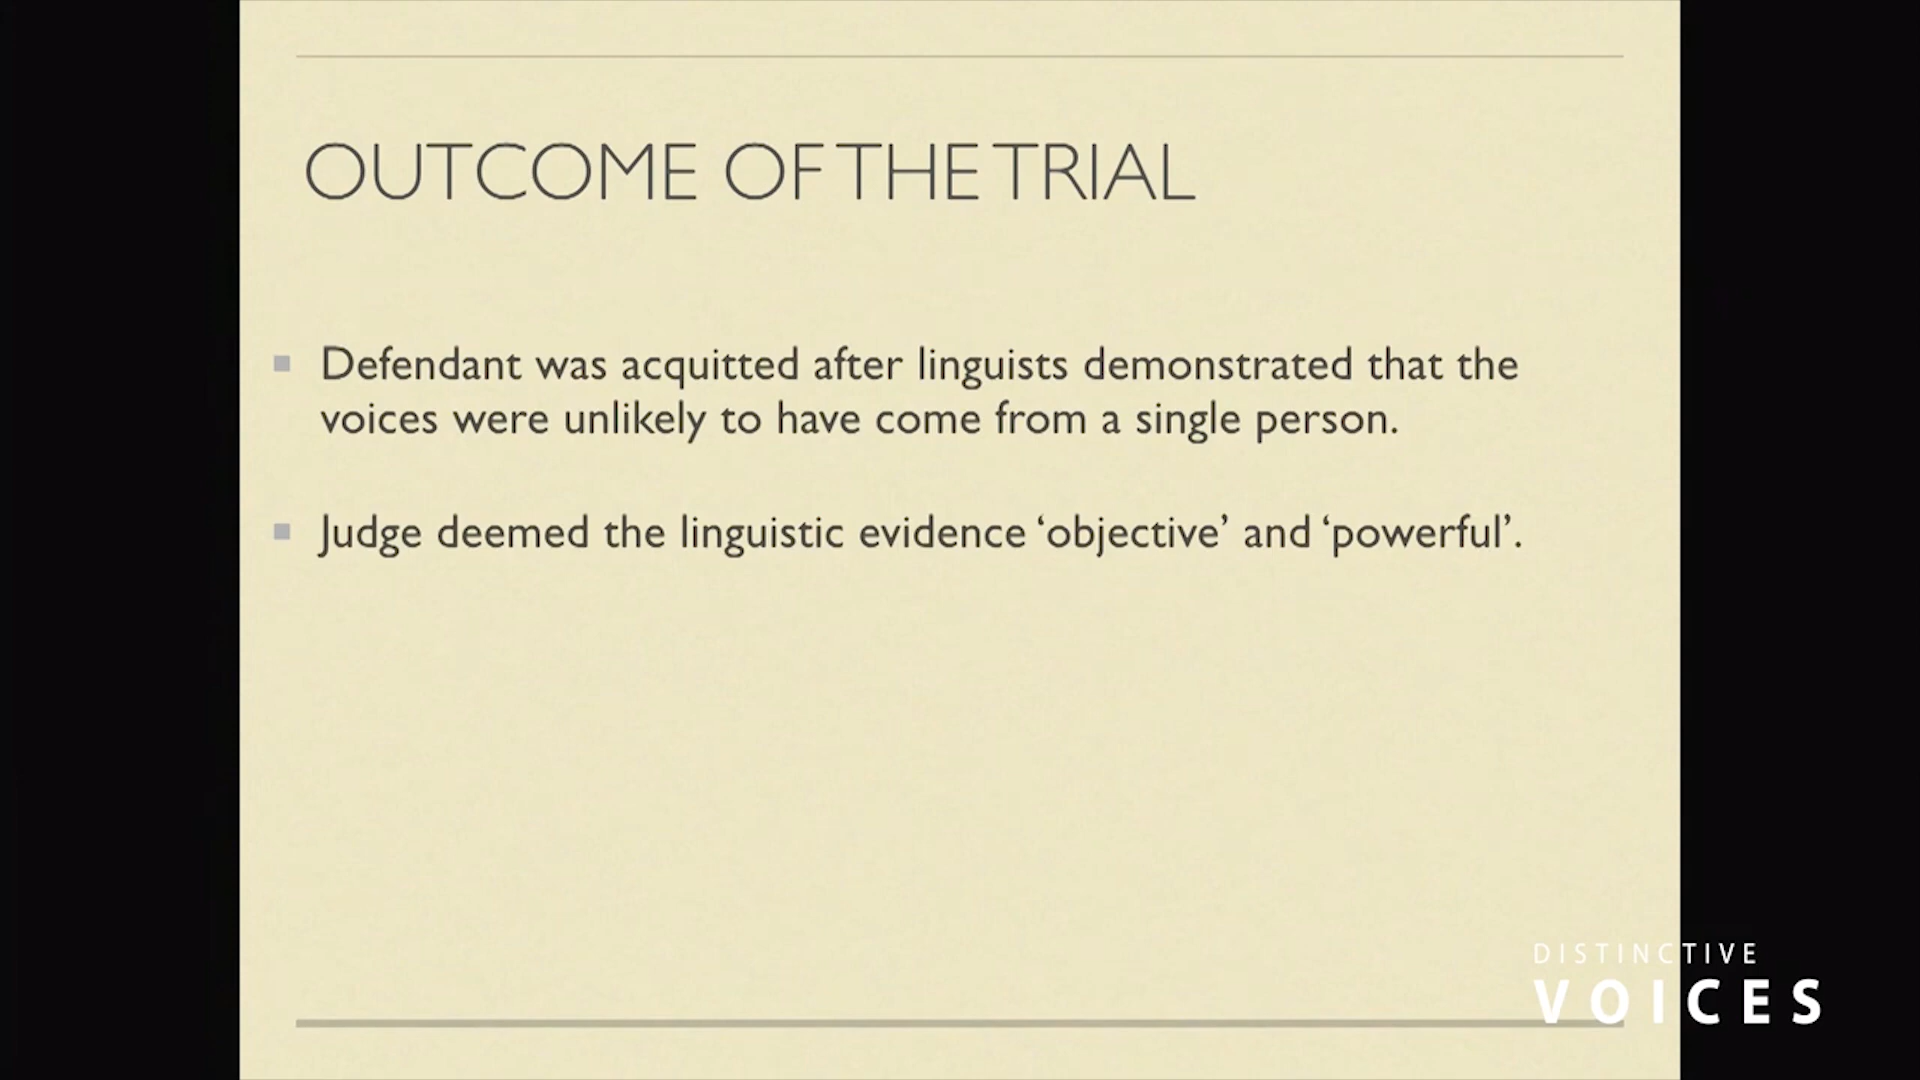 OUTCOME OF THE TRIAL
Defendant was acquitted after linguists demonstrated that the
voices were unlikely to have come from a single person.
Judge deemed the linguistic evidence ‘objective’ and ‘powerful’.
DISTINCTIVE
VOICES